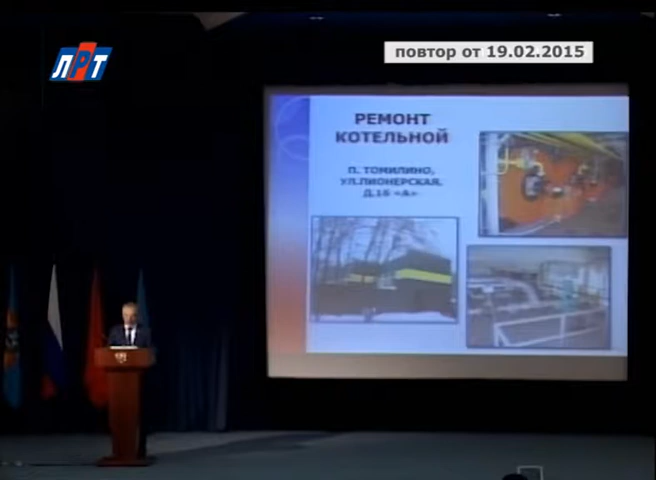 ЛРТ
повтор от 19.02.2015
РЕМОНТ
КОТЕЛЬНОЙ
П. ТОМИЛИНО,
УЛ.ПИОНЕРСКАЯ,
Д.16 «А»